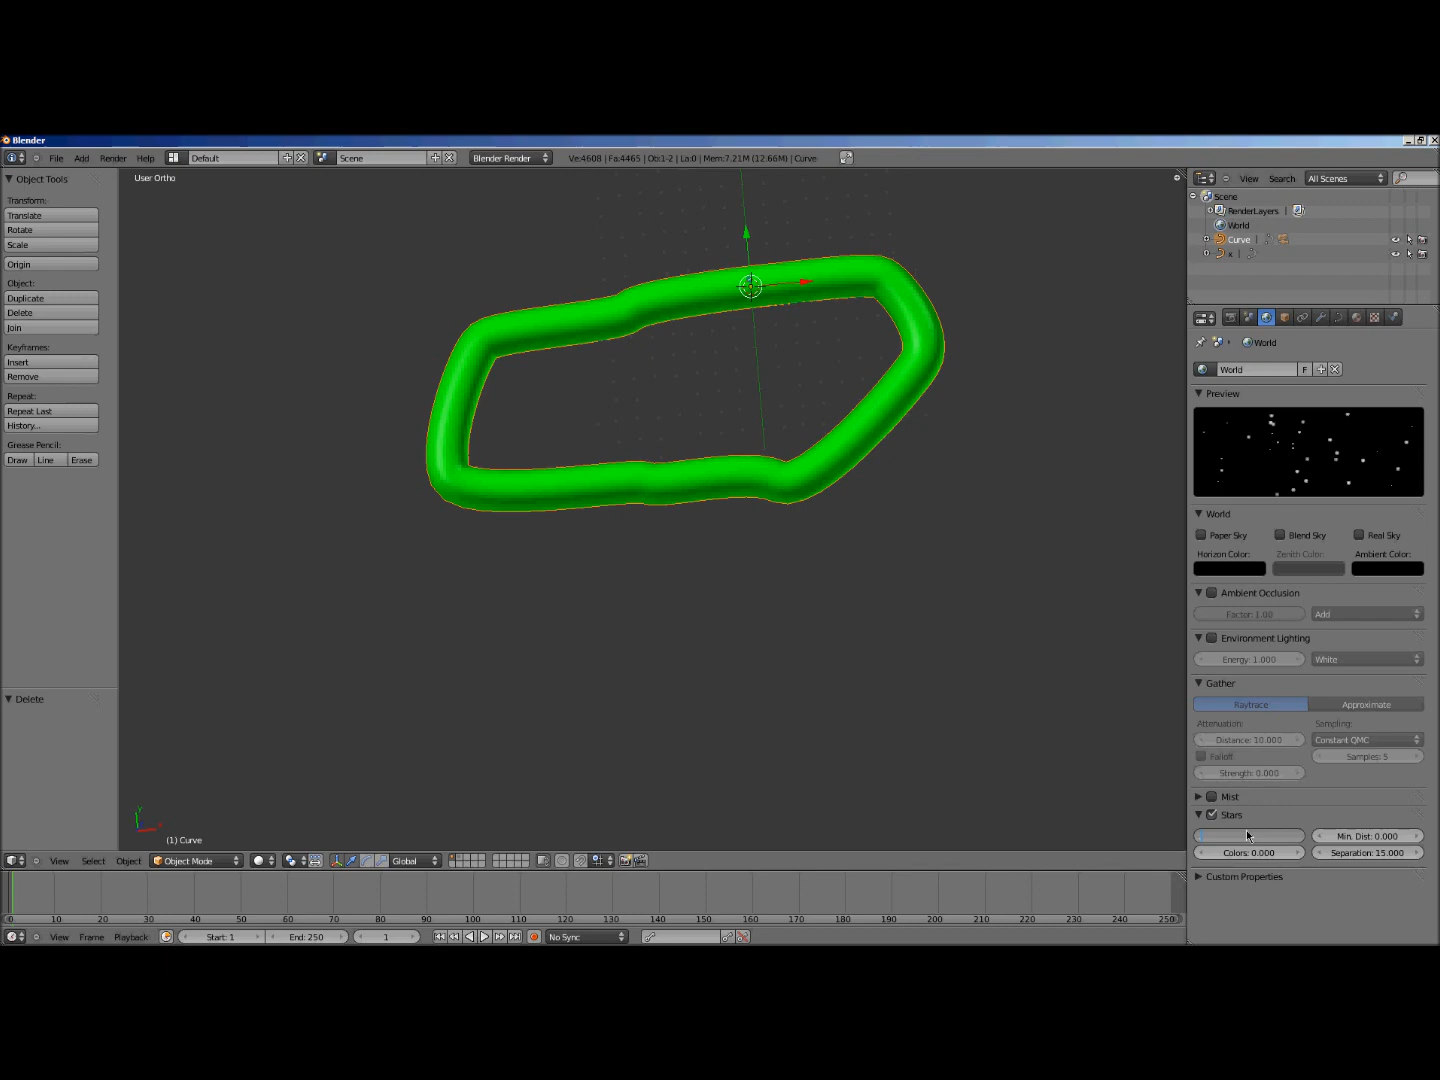 Blender
File Add Render Help Default Scene Blender Render Ve:4608 | Fa:4465 | Ob:1-2 | La:0 | Mem:7.21M (12.66M) | Curve
Object Tools
Transform:
Translate
Rotate
Scale
Origin
Object:
Duplicate
Delete
Join
Keyframes:
Insert
Remove
Repeat:
Repeat Last
History...
Grease Pencil:
Draw Line Erase
Delete
User Ortho
y
x
(1) Curve
View Select Object Object Mode Global
0 10 20 30 40 50 60 70 80 90 100 110 120 130 140 150 160 170 180 190 200 210 220 230 240 250
View Frame Playback Start: 1 End: 250 1 No Sync
View Search All Scenes
Scene
RenderLayers |
World
Curve |
x |
World
World F
Preview
World
Paper Sky Blend Sky Real Sky
Horizon Color: Zenith Color: Ambient Color:
Ambient Occlusion
Factor: 1.00 Add
Environment Lighting
Energy: 1.000 White
Gather
Raytrace Approximate
Attenuation: Sampling:
Distance: 10.000 Constant QMC
Falloff Samples: 5
Strength: 0.000
Mist
Stars
Min. Dist: 0.000
Colors: 0.000 Separation: 15.000
Custom Properties